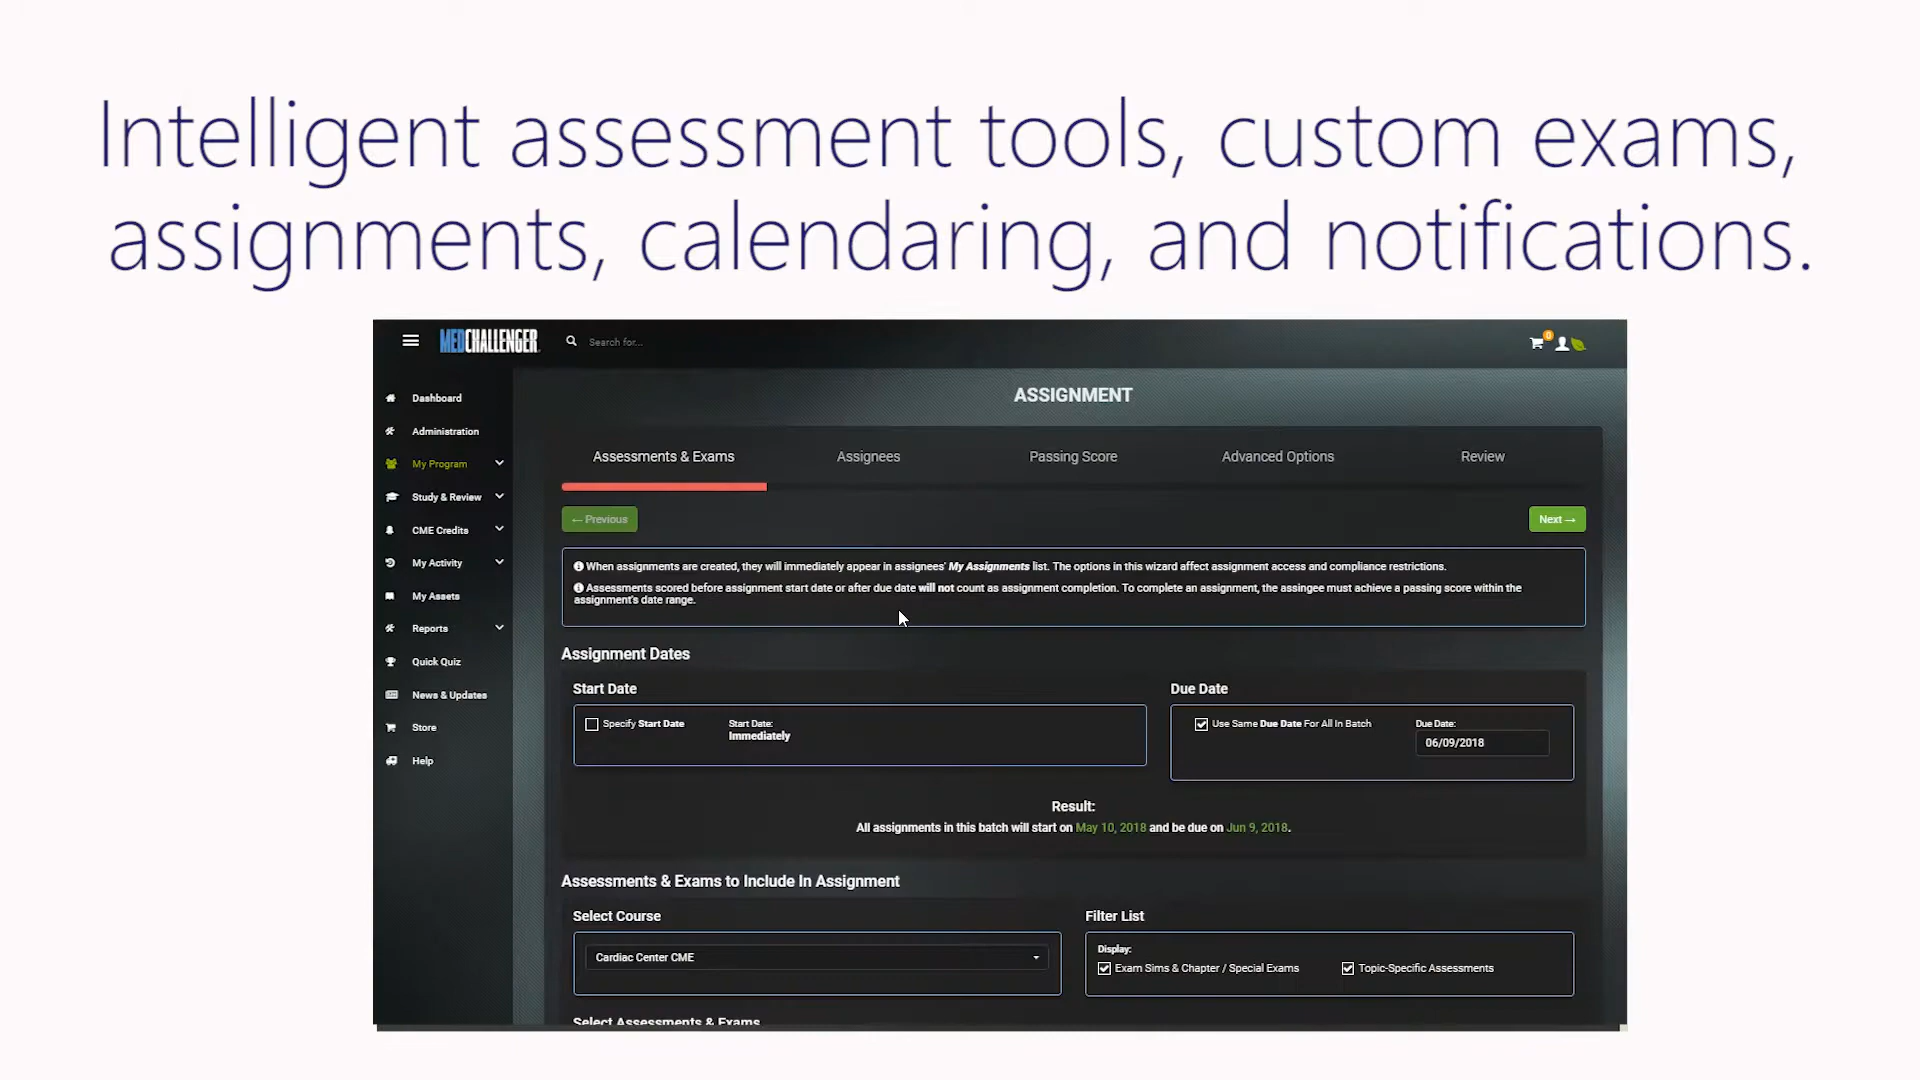 Intelligent assessment tools, custom exams,
assignments, calendaring, and notifications.
MEDCHALLENGER
Search for...
0
Dashboard
Administration
My Program
Study & Review
CME Credits
My Activity
My Assets
Reports
Quick Quiz
News & Updates
Store
Help
ASSIGNMENT
Assessments & Exams
Assignees
Passing Score
Advanced Options
Review
← Previous
Next →
When assignments are created, they will immediately appear in assignees' My Assignments list. The options in this wizard affect assignment access and compliance restrictions.
Assessments scored before assignment start date or after due date will not count as assignment completion. To complete an assignment, the assingee must achieve a passing score within the
assignment's date range.
Assignment Dates
Start Date
Specify Start Date
Start Date:
Immediately
Due Date
Use Same Due Date For All In Batch
Due Date:
06/09/2018
Result:
All assignments in this batch will start on May 10, 2018 and be due on Jun 9, 2018.
Assessments & Exams to Include In Assignment
Select Course
Cardiac Center CME
Filter List
Display:
Exam Sims & Chapter / Special Exams
Topic-Specific Assessments
Select Assessments & Exams